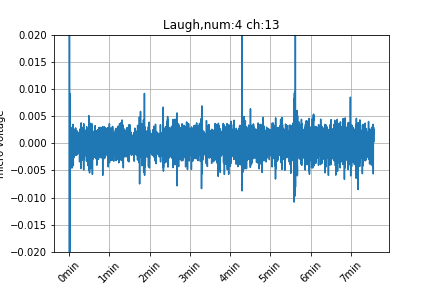 Laugh,num:4 ch:13
0.020
0.015
0.010
0.005
0.000
−0.005
−0.010
−0.015
−0.020
micro voltage
0min
1min
2min
3min
4min
5min
6min
7min